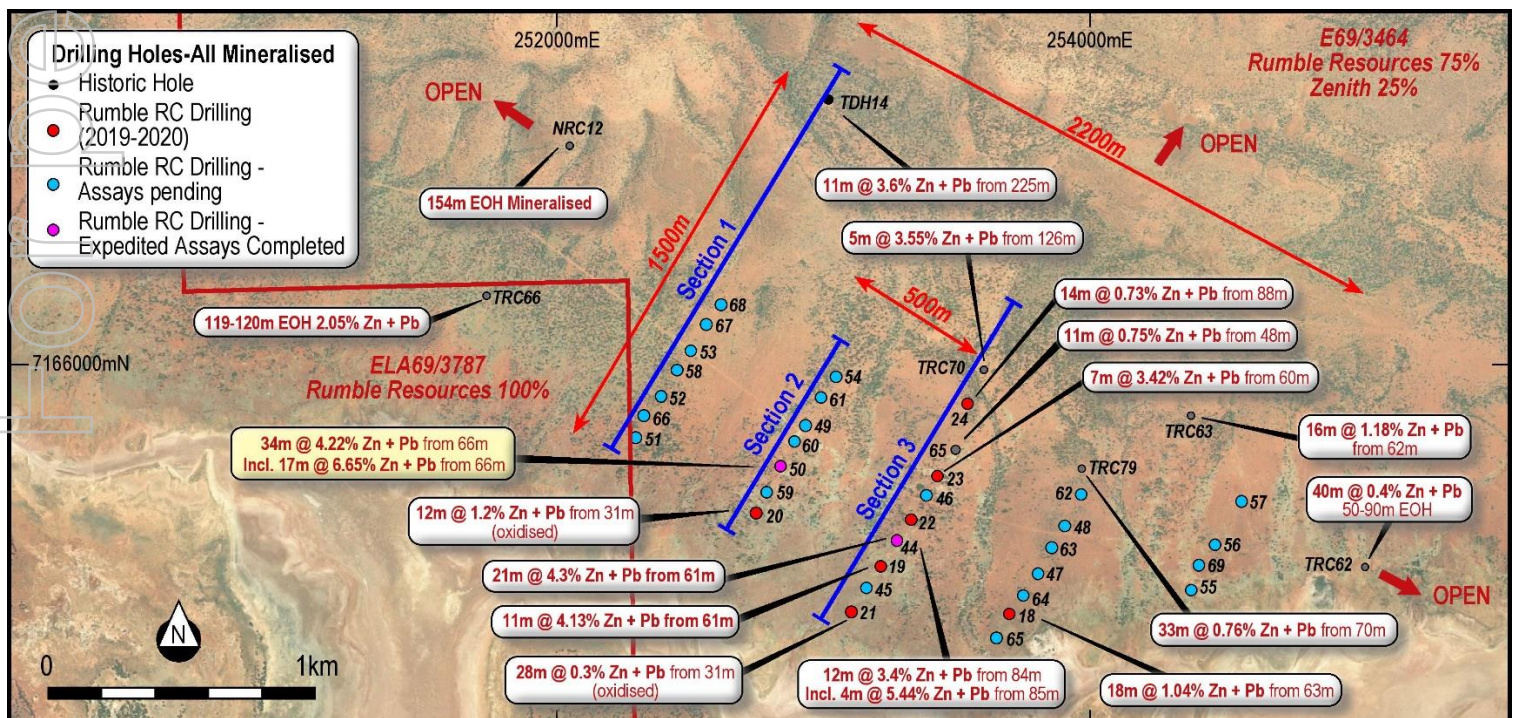 For personal use only
252000mE
254000mE
E69/3464
Rumble Resources 75%
Zenith 25%
Drilling Holes-All Mineralised
Historic Hole
Rumble RC Drilling
(2019-2020)
Rumble RC Drilling -
Assays pending
Rumble RC Drilling -
Expedited Assays Completed
OPEN
NRC12
154m EOH Mineralised
TDH14
2200m
OPEN
11m @ 3.6% Zn + Pb from 225m
1500m
Section 1
5m @ 3.55% Zn + Pb from 126m
TRC66
119-120m EOH 2.05% Zn + Pb
68
67
53
58
52
66
51
500m
14m @ 0.73% Zn + Pb from 88m
11m @ 0.75% Zn + Pb from 48m
7m @ 3.42% Zn + Pb from 60m
7166000mN
ELA69/3787
Rumble Resources 100%
Section 2
54
61
49
60
50
59
20
34m @ 4.22% Zn + Pb from 66m
Incl. 17m @ 6.65% Zn + Pb from 66m
12m @ 1.2% Zn + Pb from 31m
(oxidised)
Section 3
TRC70
24
65
23
46
22
44
19
45
21
21m @ 4.3% Zn + Pb from 61m
11m @ 4.13% Zn + Pb from 61m
28m @ 0.3% Zn + Pb from 31m
(oxidised)
12m @ 3.4% Zn + Pb from 84m
Incl. 4m @ 5.44% Zn + Pb from 85m
TRC79
62
48
63
47
64
18
65
33m @ 0.76% Zn + Pb from 70m
18m @ 1.04% Zn + Pb from 63m
TRC63
16m @ 1.18% Zn + Pb
from 62m
57
56
69
55
40m @ 0.4% Zn + Pb
50-90m EOH
TRC62
OPEN
N
0
1km